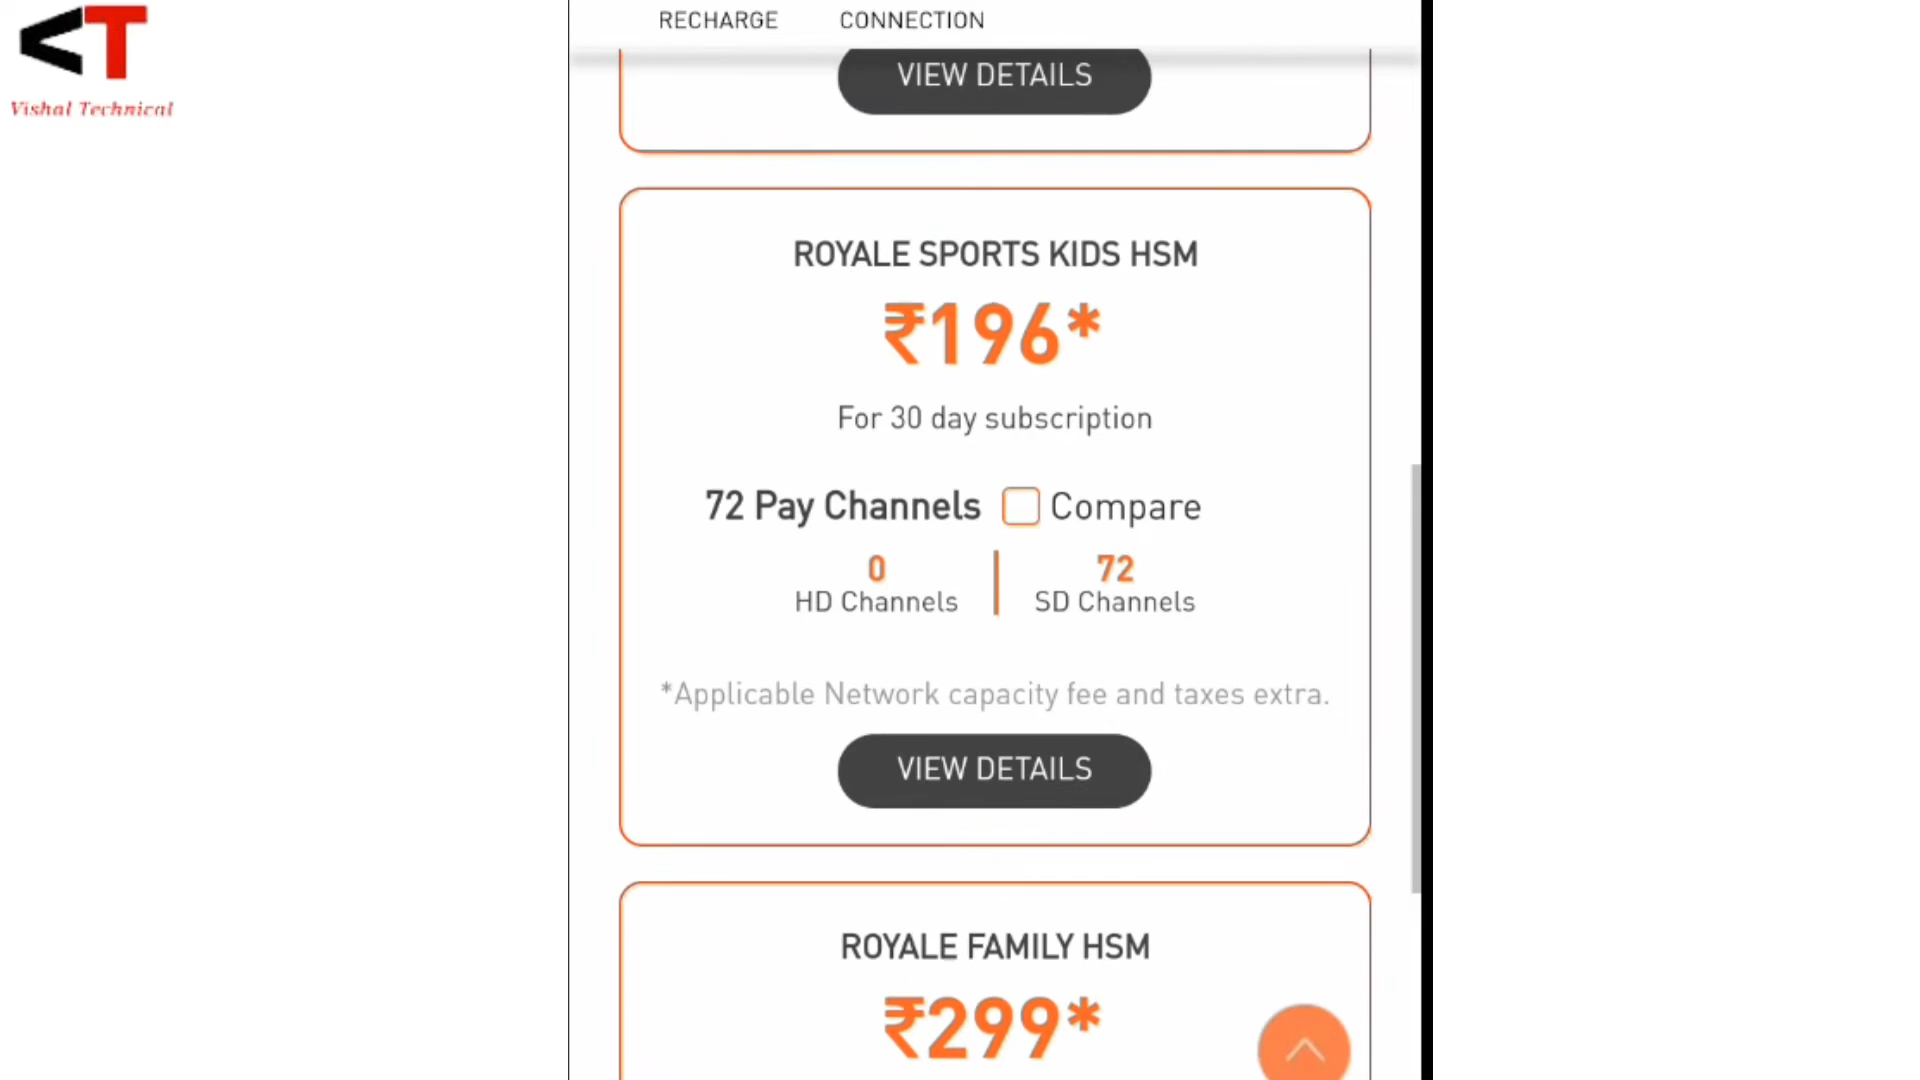 VT
Vishal Technical
RECHARGE CONNECTION
VIEW DETAILS
ROYALE SPORTS KIDS HSM
₹196*
For 30 day subscription
72 Pay Channels Compare
0 72
HD Channels SD Channels
*Applicable Network capacity fee and taxes extra.
VIEW DETAILS
ROYALE FAMILY HSM
₹299*